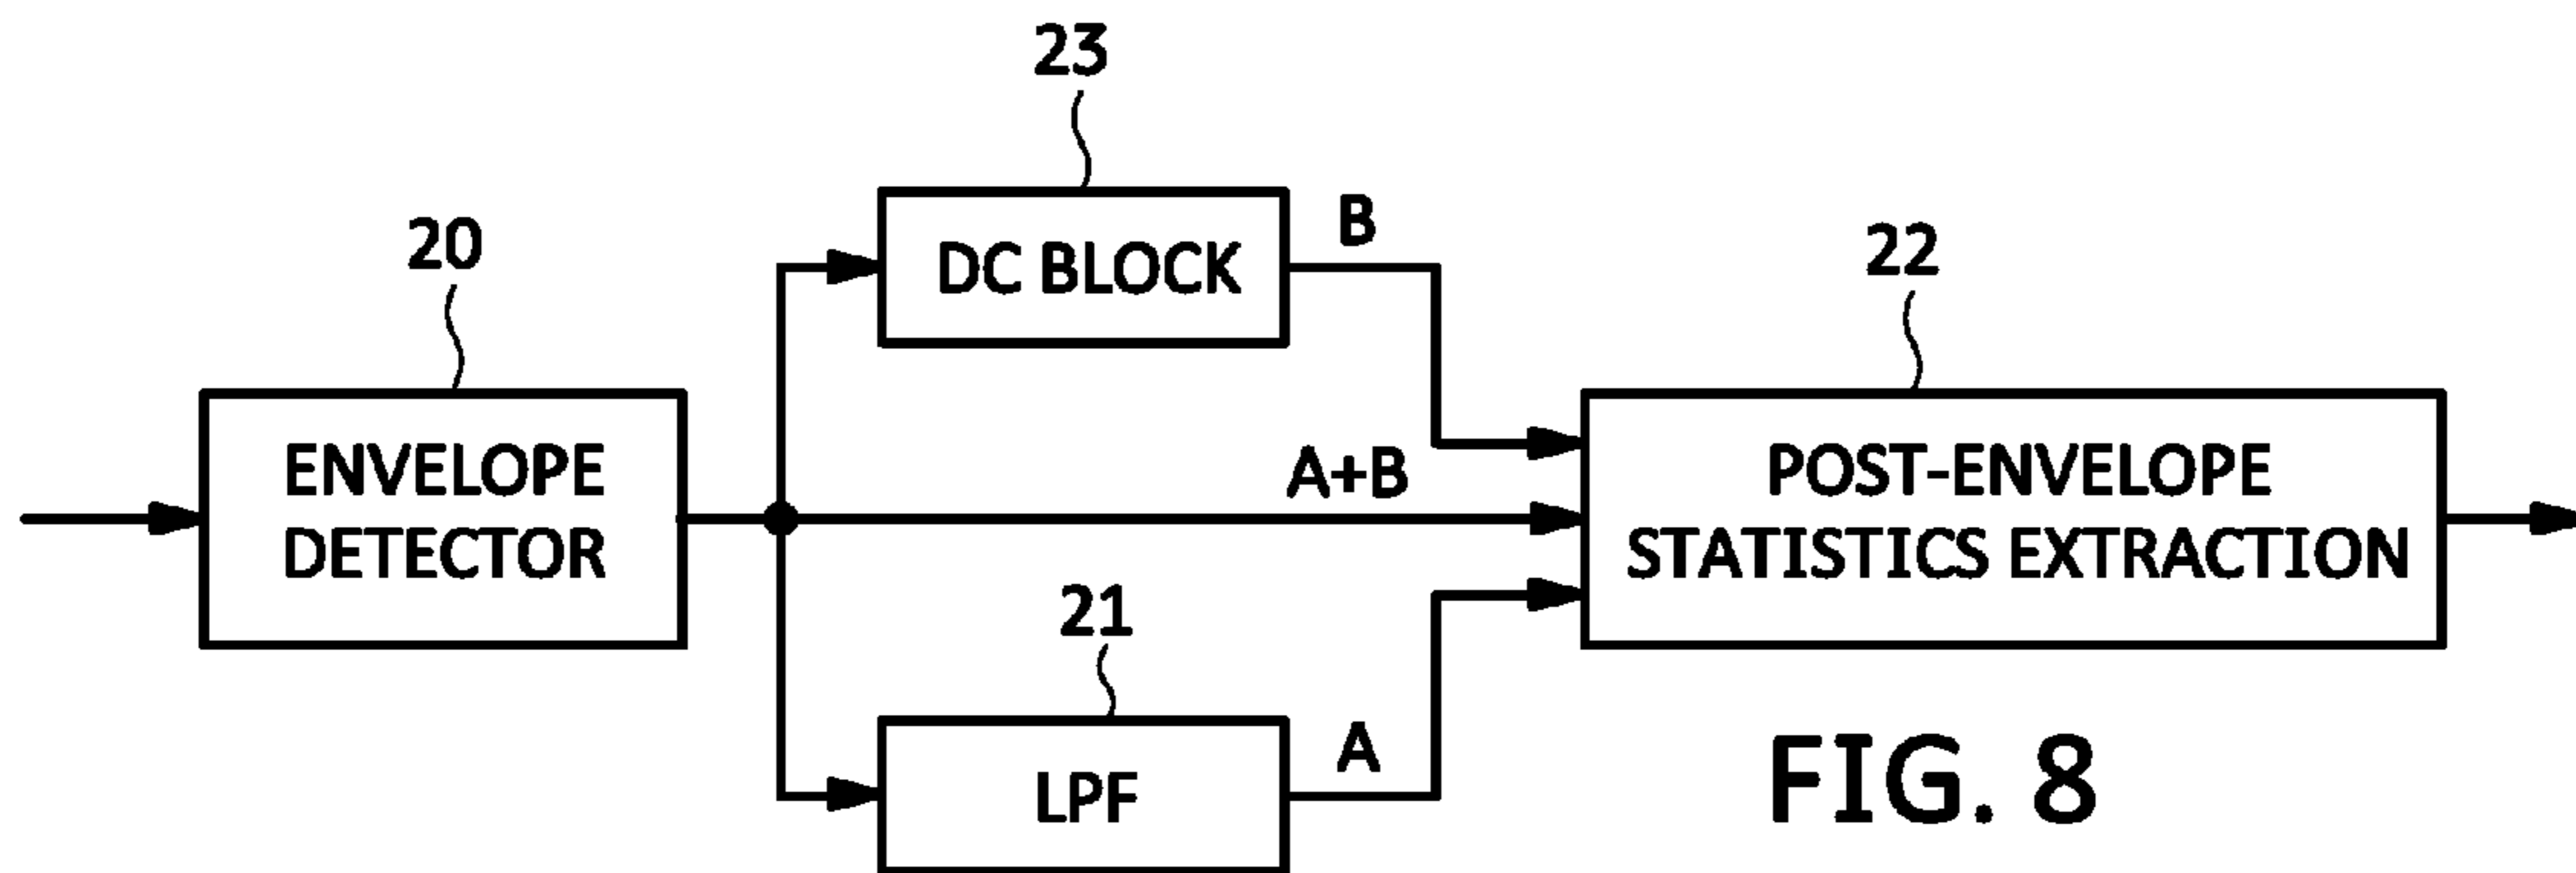 23
DC BLOCK
B
20
ENVELOPE
DETECTOR
A+B
22
POST-ENVELOPE
STATISTICS EXTRACTION
21
LPF
A
FIG. 8